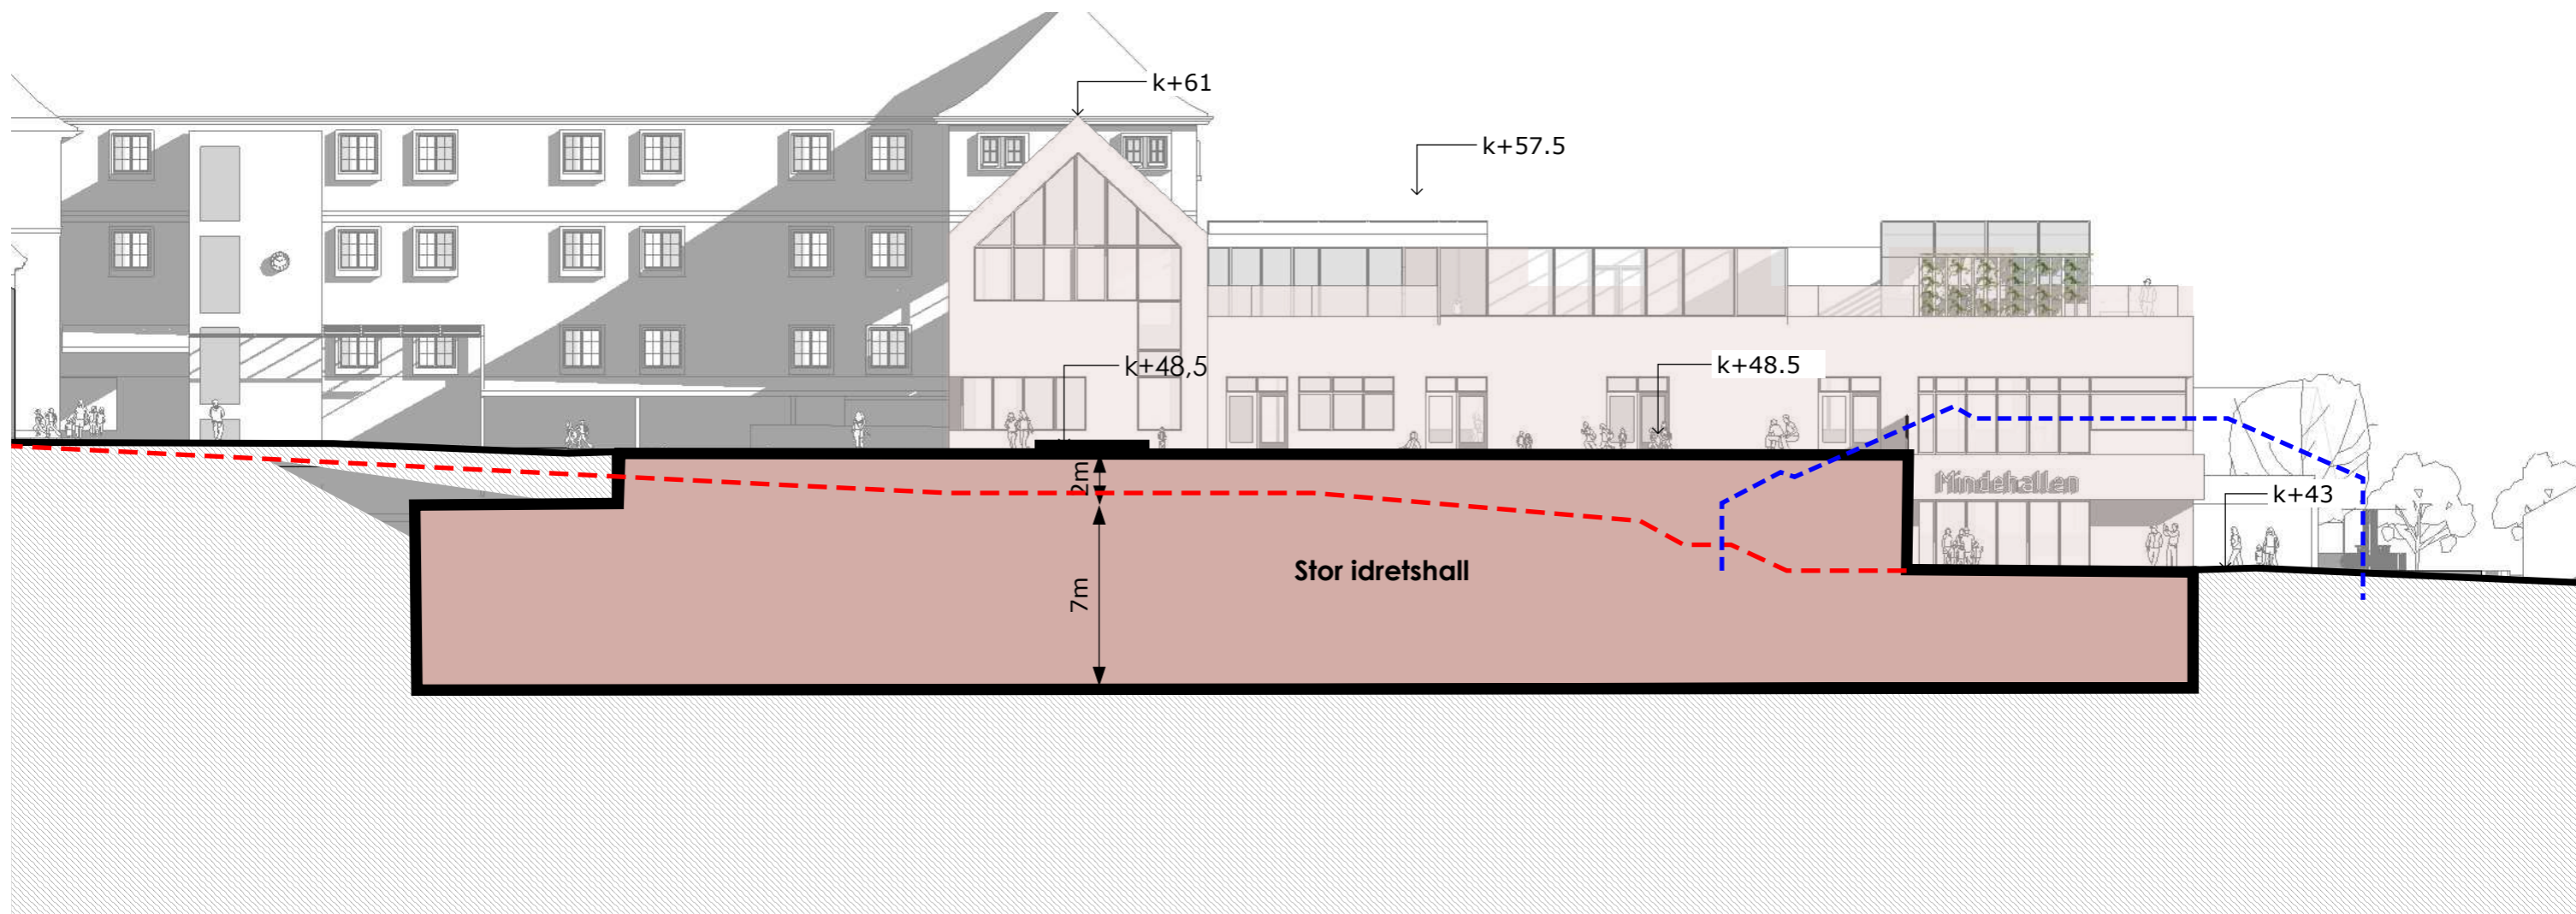 k+61
k+57.5
k+48,5
k+48.5
2m
Mindehallen
k+43
Stor idretshall
7m